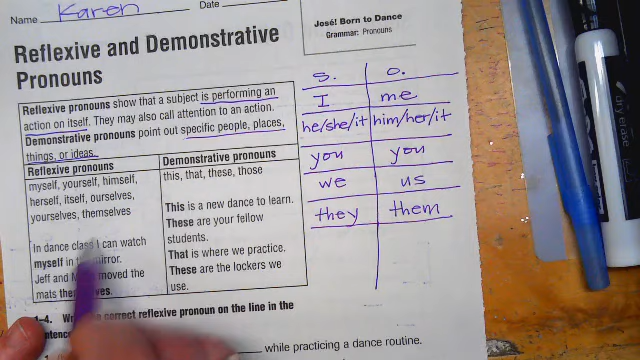 Name Karen Date
José! Born to Dance
Grammar: Pronouns
Reflexive and Demonstrative
Pronouns
Reflexive pronouns show that a subject is performing an
action on itself. They may also call attention to an action.
Demonstrative pronouns point out specific people, places,
things, or ideas.
Reflexive pronouns
myself, yourself, himself,
herself, itself, ourselves,
yourselves, themselves
In dance class I can watch
myself in mirror.
Jeff and moved the
mats
Demonstrative pronouns
this, that, these, those
This is a new dance to learn.
These are your fellow
students.
That is where we practice.
These are the lockers we
use.
s. o.
I me
he/she/it him/her/it
you you
we us
they them
correct reflexive pronoun on the line in the
while practicing a dance routine.
dry erase